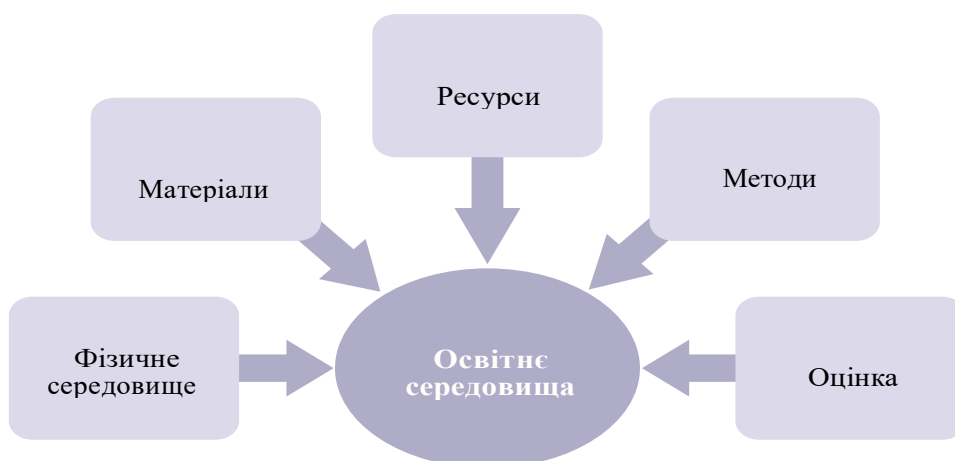 Ресурси
Матеріали
Методи
Фізичне
середовище
Освітнє
середовища
Оцінка